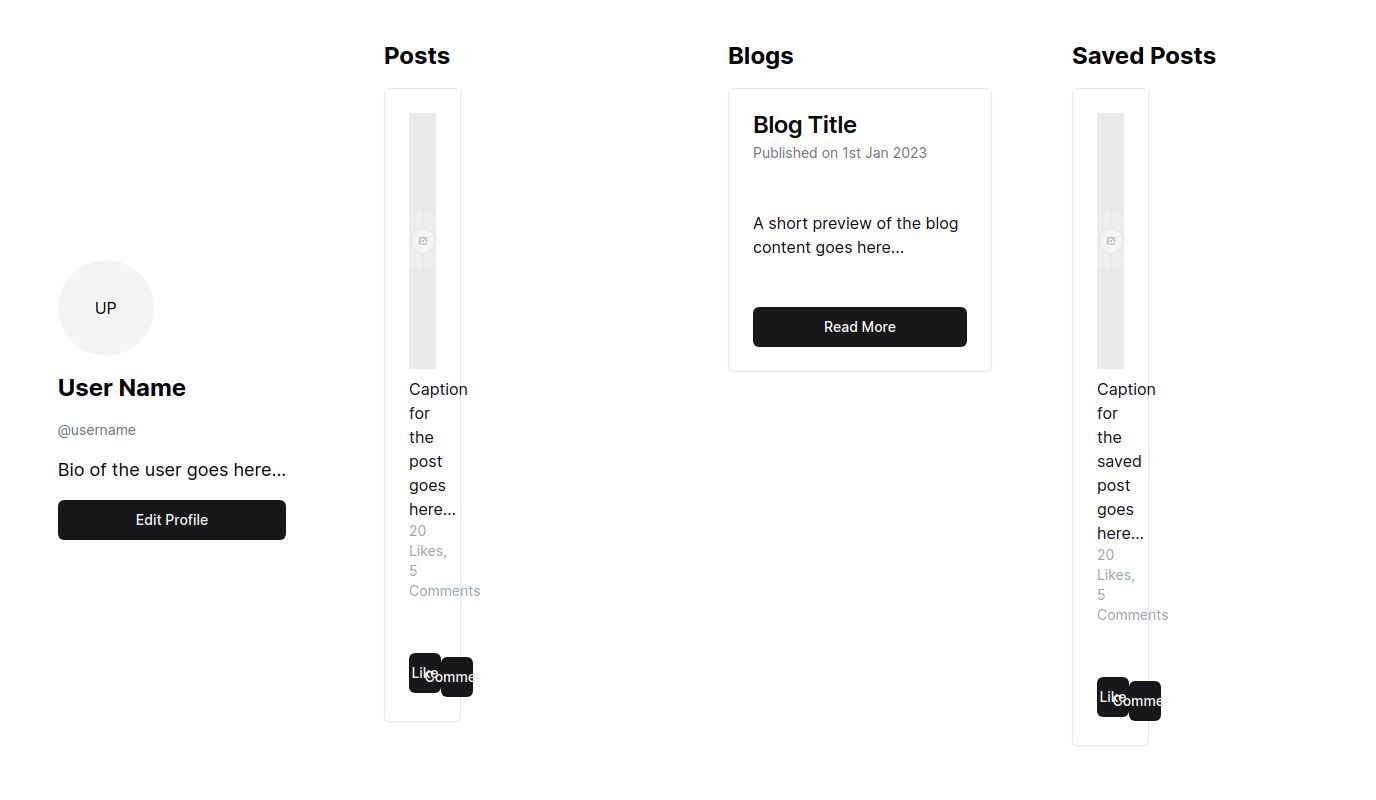 UP
User Name
@username
Bio of the user goes here...
Edit Profile
Posts
Caption
for
the
post
goes
here...
20
Likes,
5
Comments
Like
Commen
Blogs
Blog Title
Published on 1st Jan 2023
A short preview of the blog
content goes here...
Read More
Saved Posts
Caption
for
the
saved
post
goes
here...
20
Likes,
5
Comments
Like
Commen